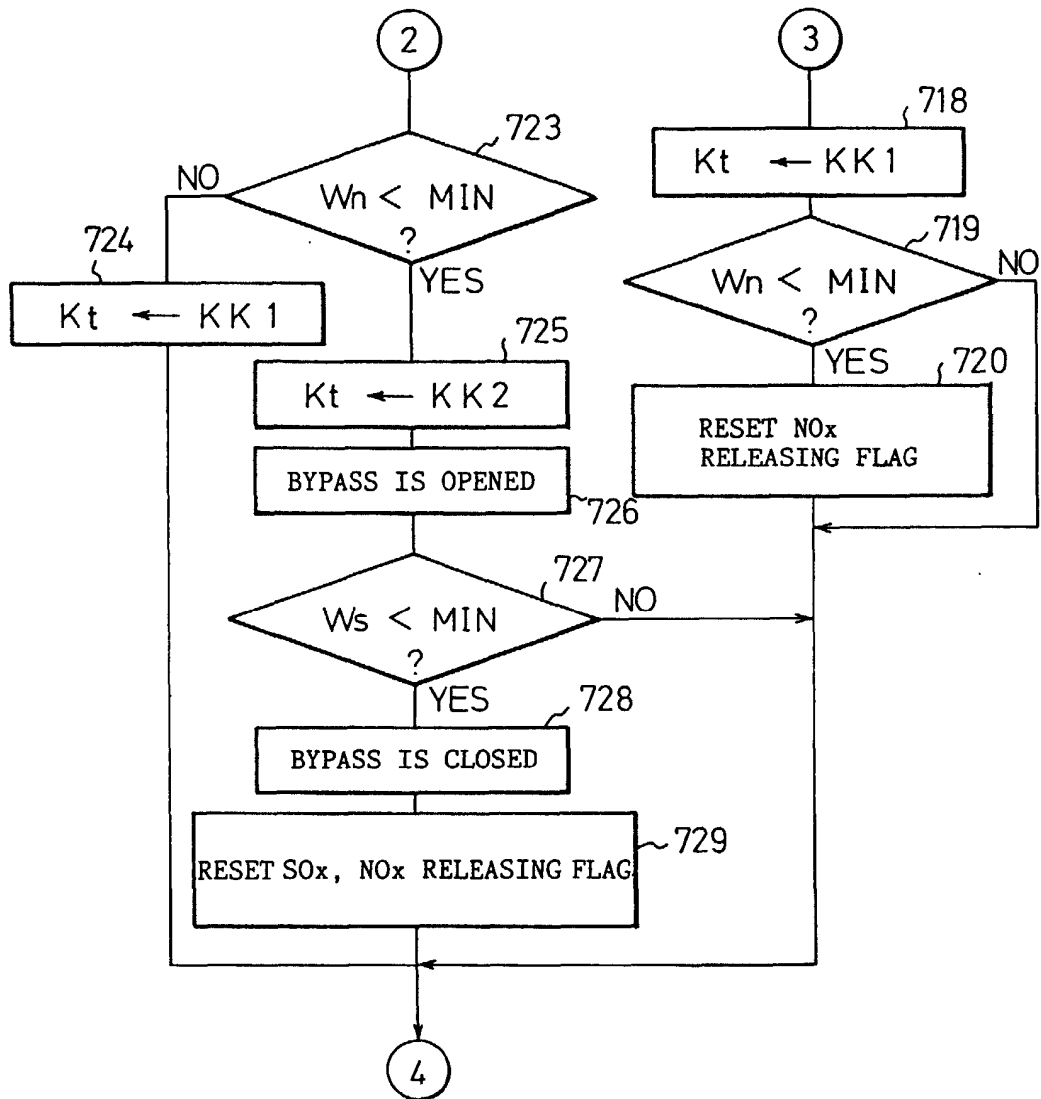 2
3
723
Wn < MIN
?
NO
YES
724
Kt ← KK1
725
Kt ← KK2
BYPASS IS OPENED
726
727
Ws < MIN
?
NO
YES
728
BYPASS IS CLOSED
729
RESET SOx, NOx RELEASING FLAG
718
Kt ← KK1
719
Wn < MIN
?
NO
YES
720
RESET NOx
RELEASING FLAG
4